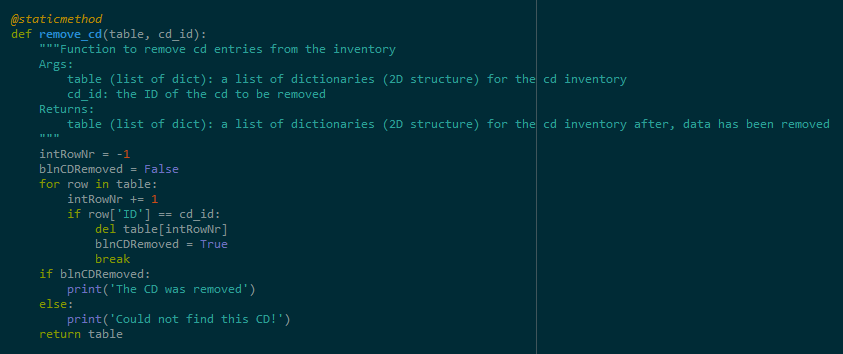 @staticmethod
def remove_cd(table, cd_id):
    """Function to remove cd entries from the inventory
    Args:
        table (list of dict): a list of dictionaries (2D structure) for the cd inventory
        cd_id: the ID of the cd to be removed
    Returns:
        table (list of dict): a list of dictionaries (2D structure) for the cd inventory after, data has been removed
    """
    intRowNr = -1
    blnCDRemoved = False
    for row in table:
        intRowNr += 1
        if row['ID'] == cd_id:
            del table[intRowNr]
            blnCDRemoved = True
            break
    if blnCDRemoved:
        print('The CD was removed')
    else:
        print('Could not find this CD!')
    return table